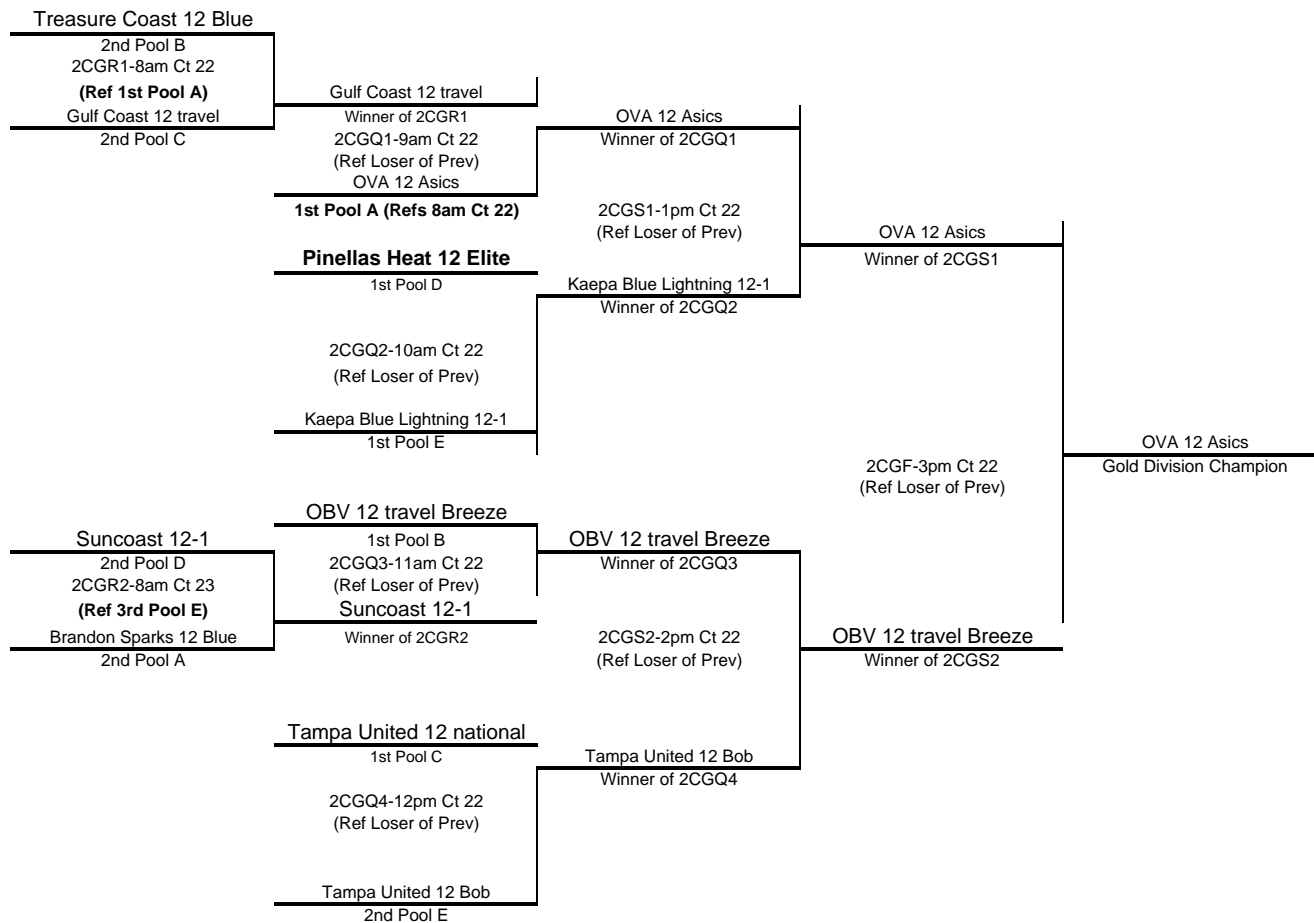 Treasure Coast 12 Blue
2nd Pool B
2CGR1-8am Ct 22
(Ref 1st Pool A)
Gulf Coast 12 travel
2nd Pool C
Gulf Coast 12 travel
Winner of 2CGR1
2CGQ1-9am Ct 22
(Ref Loser of Prev)
OVA 12 Asics
1st Pool A (Refs 8am Ct 22)
OVA 12 Asics
Winner of 2CGQ1
2CGS1-1pm Ct 22
(Ref Loser of Prev)
Pinellas Heat 12 Elite
1st Pool D
2CGQ2-10am Ct 22
(Ref Loser of Prev)
Kaepa Blue Lightning 12-1
1st Pool E
Kaepa Blue Lightning 12-1
Winner of 2CGQ2
OVA 12 Asics
Winner of 2CGS1
2CGF-3pm Ct 22
(Ref Loser of Prev)
OVA 12 Asics
Gold Division Champion
Suncoast 12-1
2nd Pool D
2CGR2-8am Ct 23
(Ref 3rd Pool E)
Brandon Sparks 12 Blue
2nd Pool A
OBV 12 travel Breeze
1st Pool B
2CGQ3-11am Ct 22
(Ref Loser of Prev)
Suncoast 12-1
Winner of 2CGR2
OBV 12 travel Breeze
Winner of 2CGQ3
2CGS2-2pm Ct 22
(Ref Loser of Prev)
OBV 12 travel Breeze
Winner of 2CGS2
Tampa United 12 national
1st Pool C
2CGQ4-12pm Ct 22
(Ref Loser of Prev)
Tampa United 12 Bob
2nd Pool E
Tampa United 12 Bob
Winner of 2CGQ4